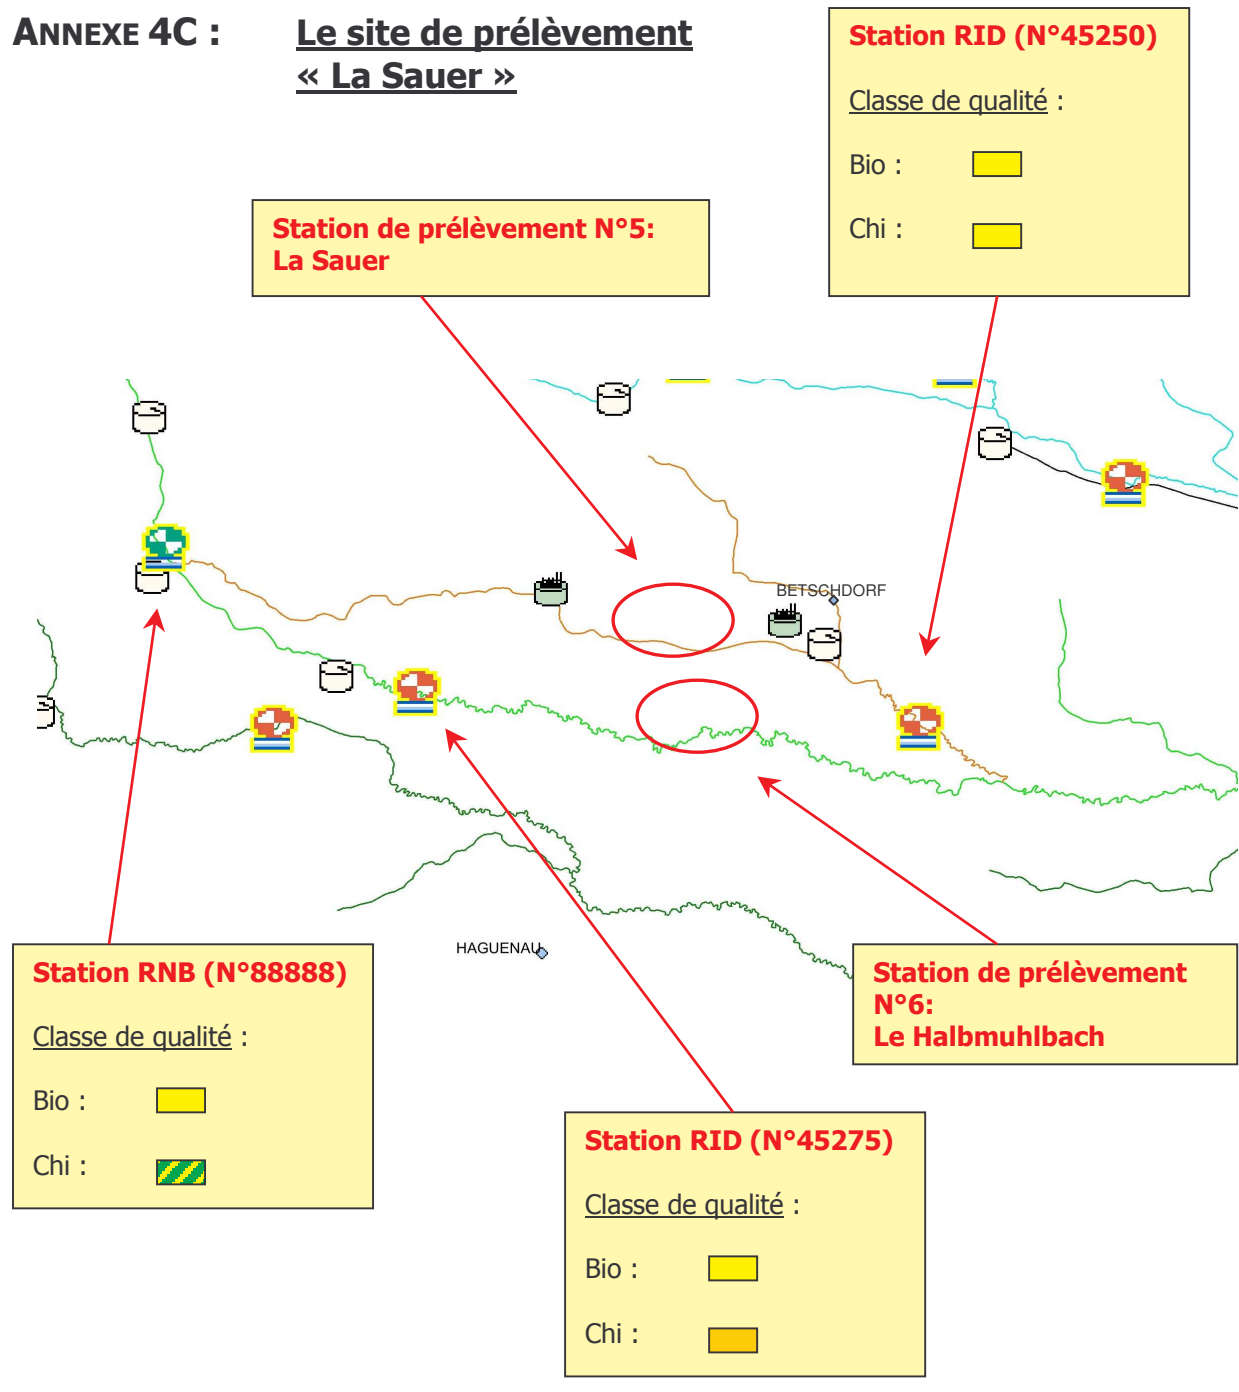 ANNEXE 4C :
Le site de prélèvement
« La Sauer »
Station RID (N°45250)
Classe de qualité :
Bio :
Chi :
Station de prélèvement N°5:
La Sauer
BETSCHDORF
HAGUENAU
Station RNB (N°88888)
Classe de qualité :
Bio :
Chi :
Station de prélèvement
N°6:
Le Halbmuhlbach
Station RID (N°45275)
Classe de qualité :
Bio :
Chi :